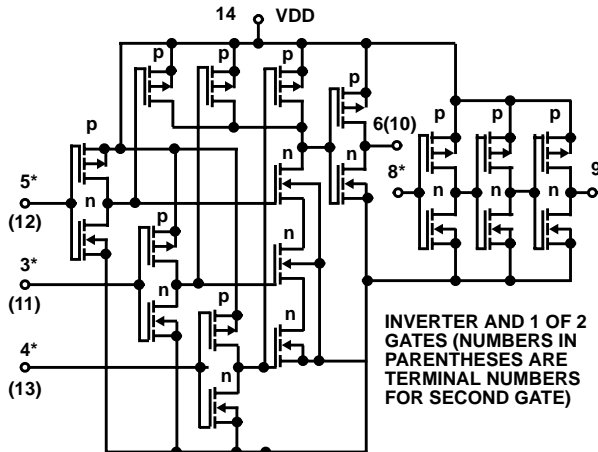 14 VDD
p p p
p
p
6(10)
p p p
n
8* 9
5*
n
n
(12)
p
n
3*
n
(11)
p
n
4*
n
(13)
INVERTER AND 1 OF 2
GATES (NUMBERS IN
PARENTHESES ARE
TERMINAL NUMBERS
FOR SECOND GATE)